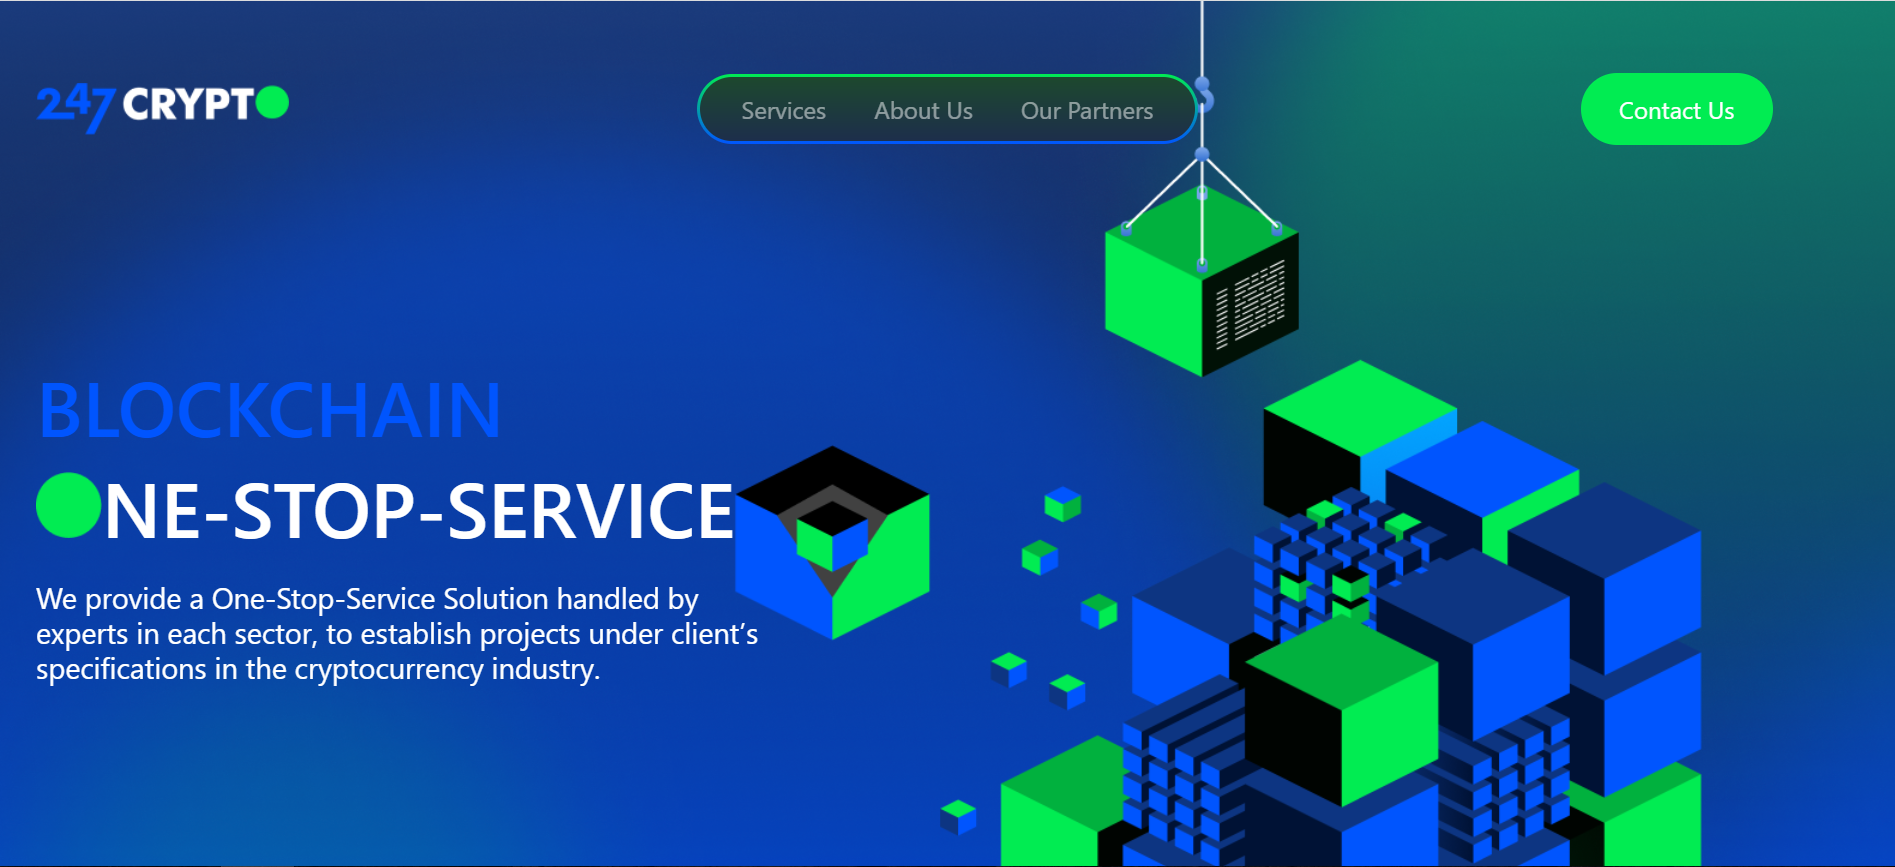 247 CRYPTO
Services
About Us
Our Partners
Contact Us
BLOCKCHAIN
ONE-STOP-SERVICE
We provide a One-Stop-Service Solution handled by
experts in each sector, to establish projects under client’s
specifications in the cryptocurrency industry.